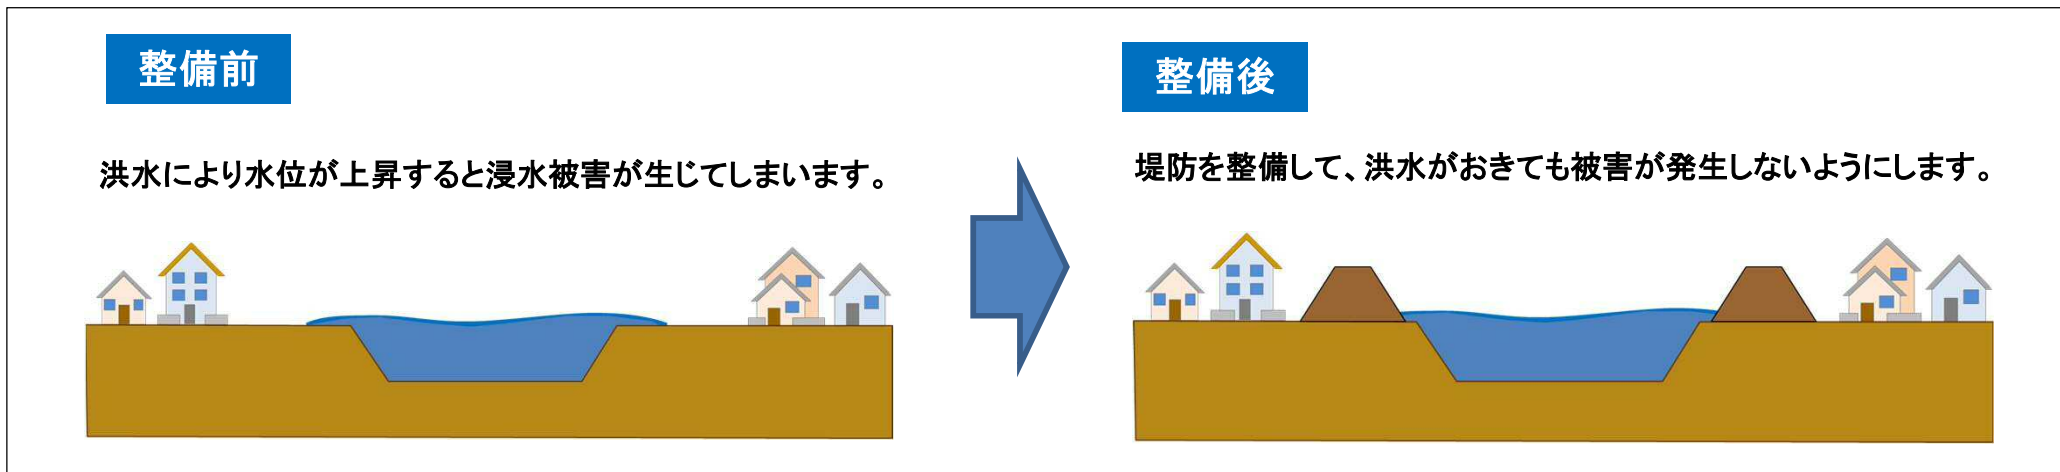 整備前
洪水により水位が上昇すると浸水被害が生じてしまいます。
整備後
堤防を整備して、洪水がおきても被害が発生しないようにします。